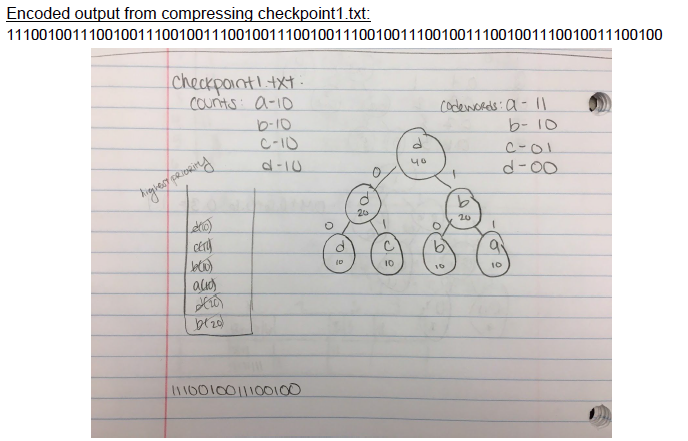 Encoded output from compressing checkpoint1.txt:
11100100111001001110010011100100111001001110010011100100111001001110010011100100
checkpoint1.txt.
counts: a-10
b-10
c-10
d-10
codewords: a - 11
b- 10
c-01
d-00
highest priority
d(10)
c(10)
b(10)
a(10)
d(20)
b(20)
d
40
0 1
d
20
b
20
0 1 0 1
d c b a
10 10 10 10
1110010011100100